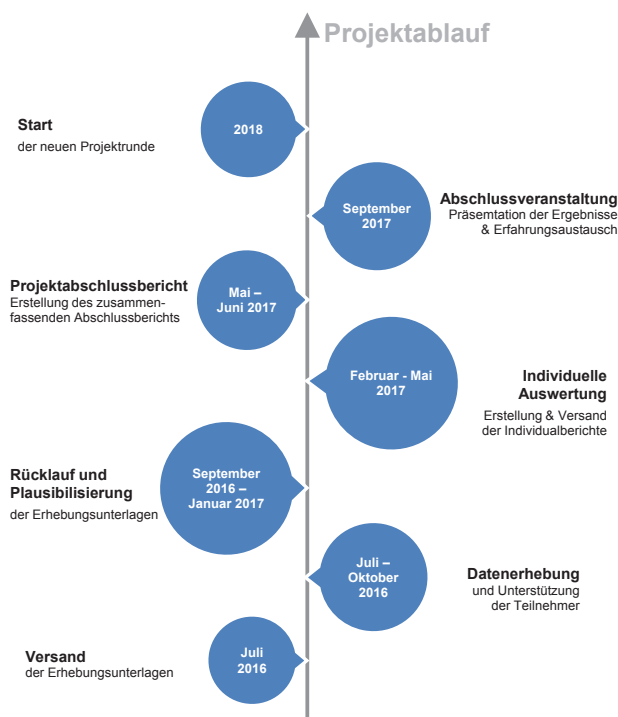 Projektablauf
2018
Start
der neuen Projektrunde
September
2017
Abschlussveranstaltung
Präsemtation der Ergebnisse
& Erfahrungsaustausch
Mai –
Juni 2017
Projektabschlussbericht
Erstellung des zusammen-
fassenden Abschlussberichts
Februar - Mai
2017
Individuelle
Auswertung
Erstellung & Versand
der Individualberichte
September
2016 –
Januar 2017
Rücklauf und
Plausibilisierung
der Erhebungsunterlagen
Juli –
Oktober
2016
Datenerhebung
und Unterstützung
der Teilnehmer
Juli
2016
Versand
der Erhebungsunterlagen